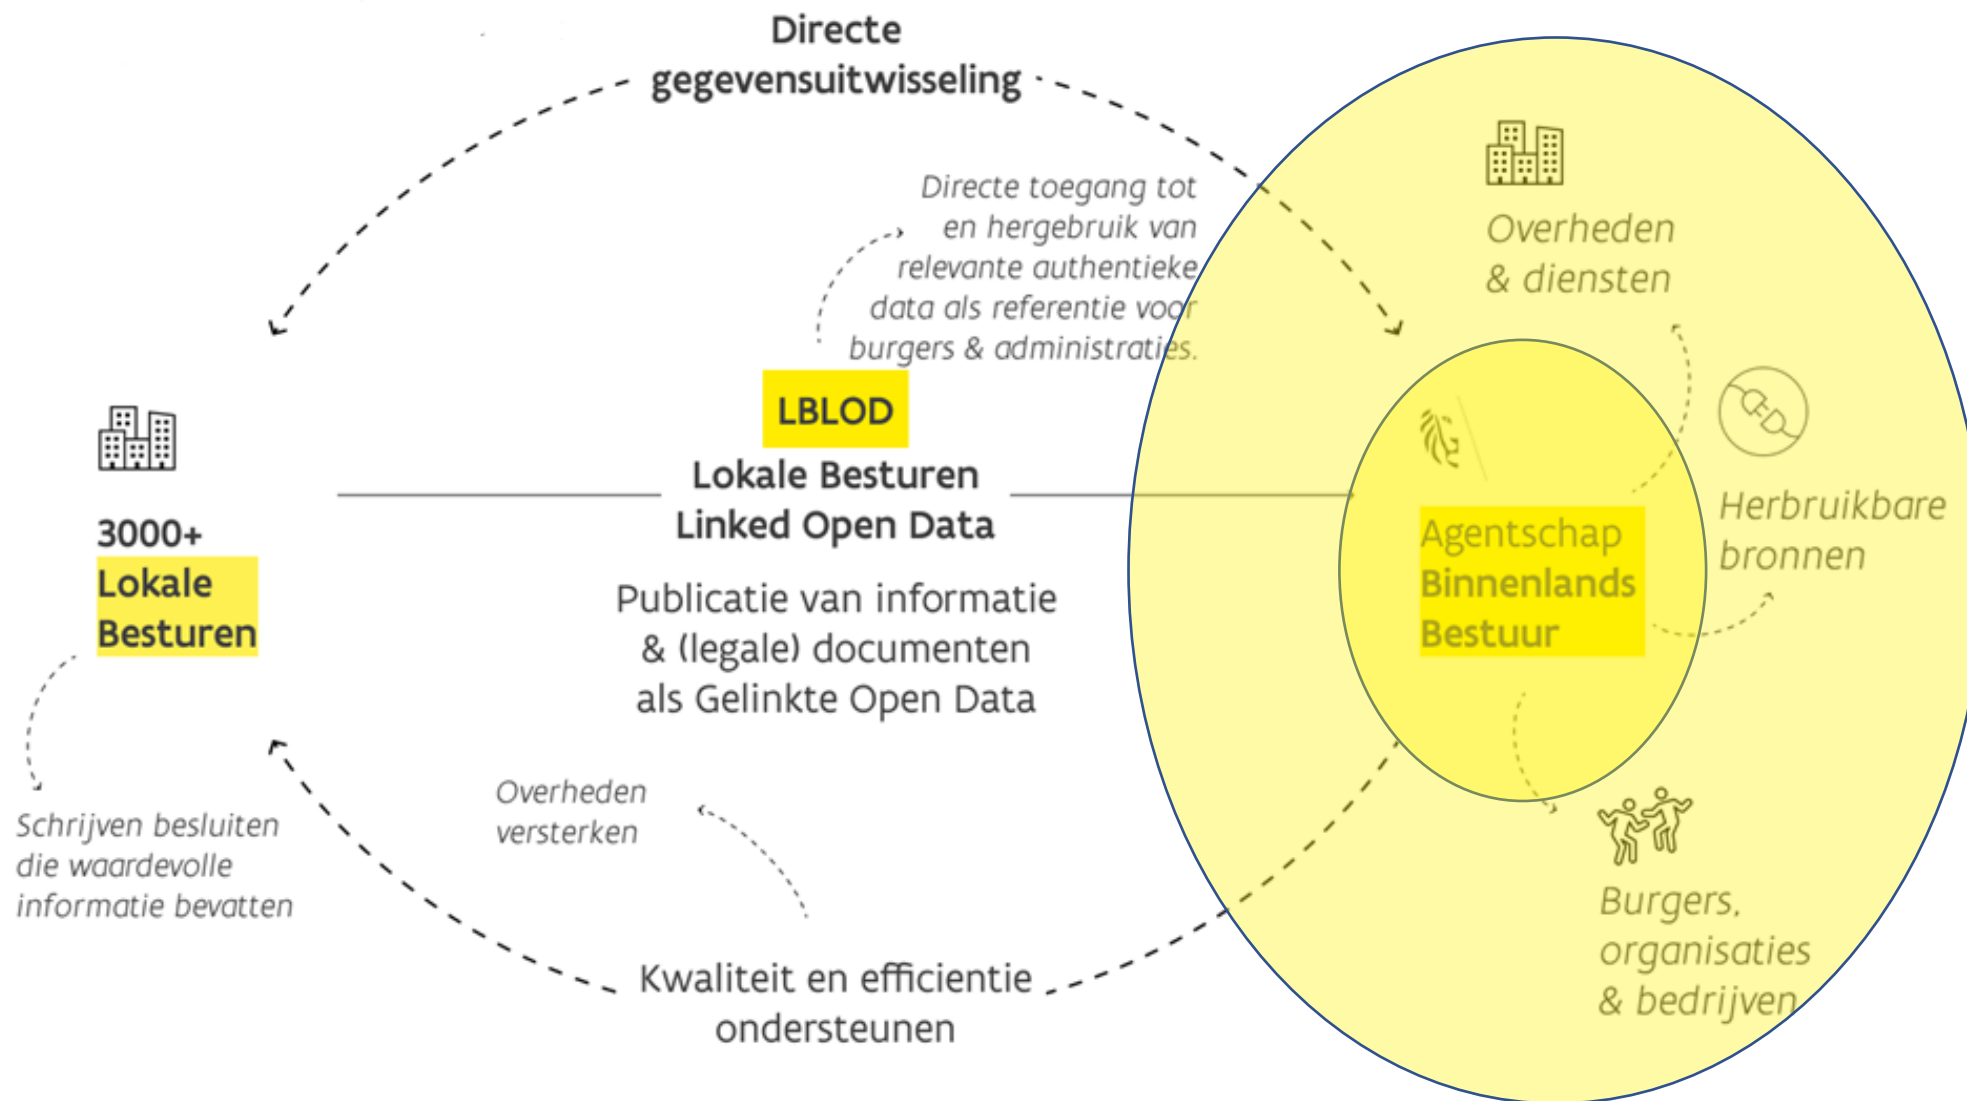 Directe
gegevensuitwisseling
Directe toegang tot
en hergebruik van
relevante authentieke
data als referentie voor
burgers & administraties.
LBLOD
Lokale Besturen
Linked Open Data
Publicatie van informatie
& (legale) documenten
als Gelinkte Open Data
3000+
Lokale
Besturen
Schrijven besluiten
die waardevolle
informatie bevatten
Overheden
versterken
Kwaliteit en efficientie
ondersteunen
Overheden
& diensten
Agentschap
Binnenlands
Bestuur
Herbruikbare
bronnen
Burgers,
organisaties
& bedrijven